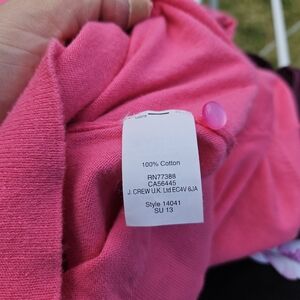 100% Cotton
RN77388
CA56445
J. CREW U.K. Ltd EC4V 6JA
Style 14041
SU 13